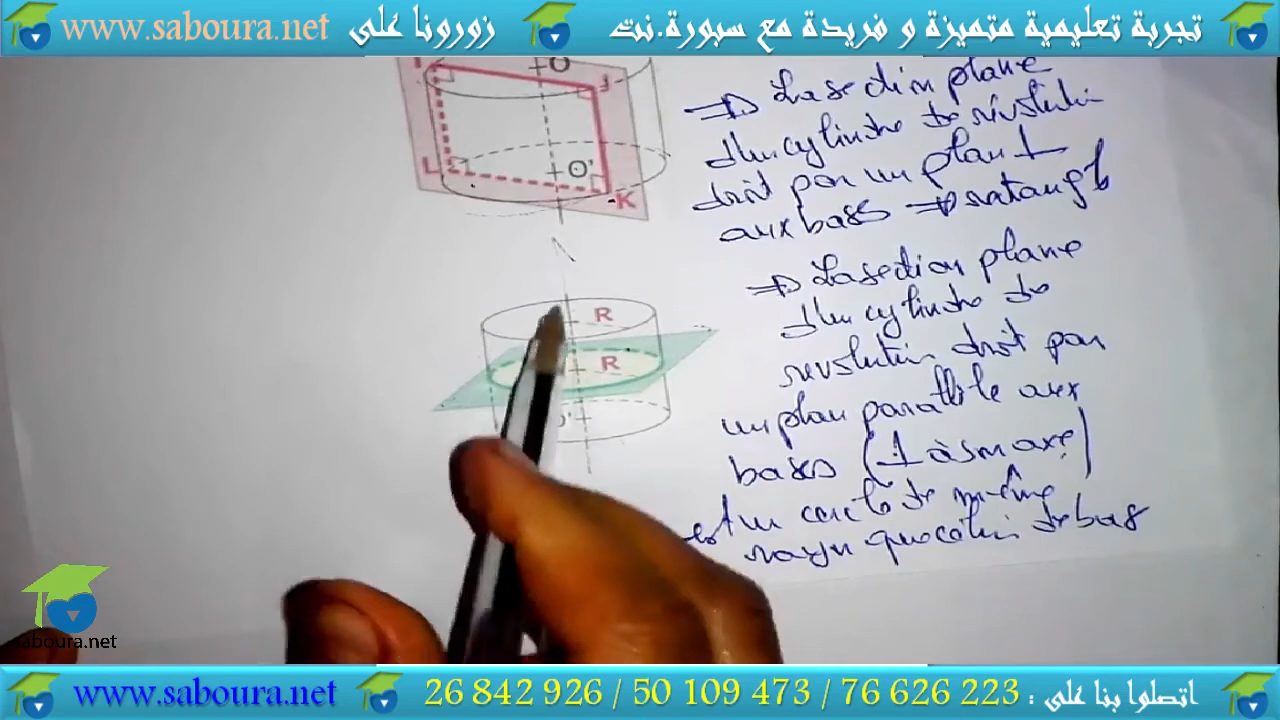 www.saboura.net زورونا على تجربة تعليمية متميزة و فريدة مع سبورة.نت
O
J
L
O'
K
R
R
=> La section plane
d'un cylindre de révolution
droit par un plan ⊥
aux bases => rectangle
=> La section plane
d'un cylindre de
révolution droit par
un plan parallèle aux
bases (⊥ à son axe)
est un cercle de même
rayon que celui de base
saboura.net
www.saboura.net 26 842 926 / 50 109 473 / 76 626 223 : اتصلوا بنا على